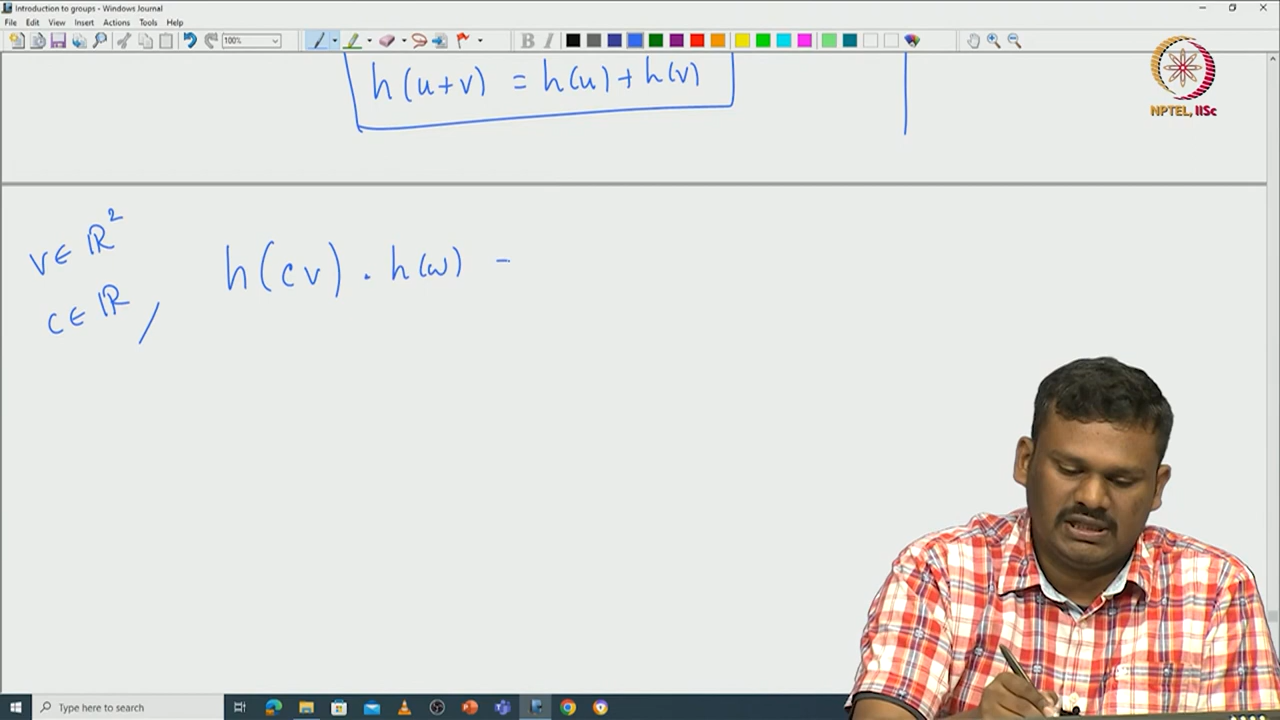 Introduction to groups - Windows Journal
File Edit View Insert Actions Tools Help
100%
NPTEL, IISc
h(u+v) = h(u) + h(v)
v ∈ ℝ²
c ∈ ℝ,
h(cv) . h(w) =
Type here to search